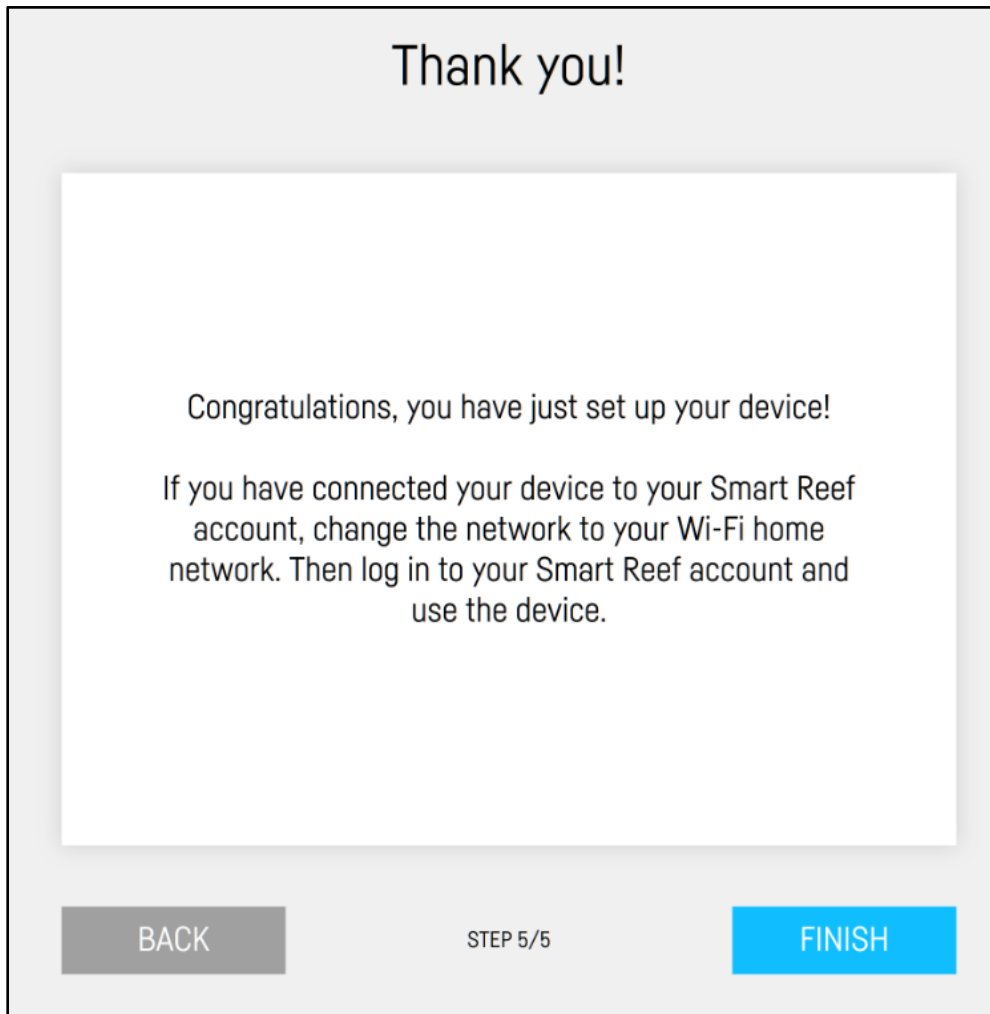 Thank you!
Congratulations, you have just set up your device!
If you have connected your device to your Smart Reef
account, change the network to your Wi-Fi home
network. Then log in to your Smart Reef account and
use the device.
BACK
STEP 5/5
FINISH